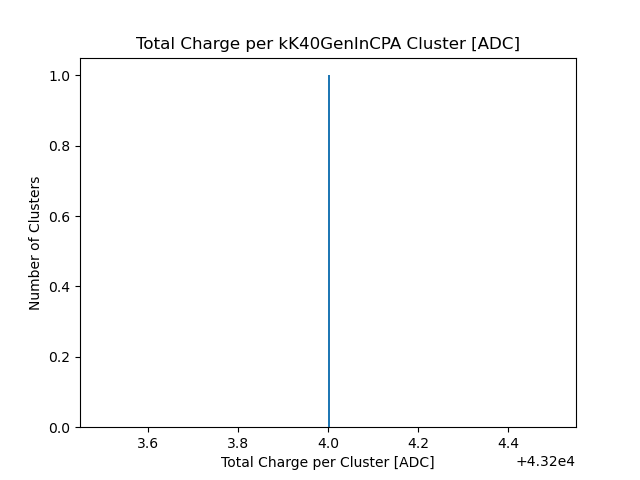 Total Charge per kK40GenInCPA Cluster [ADC]
1.0
0.8
0.6
0.4
0.2
0.0
Number of Clusters
3.6 3.8 4.0 4.2 4.4
+4.32e4
Total Charge per Cluster [ADC]